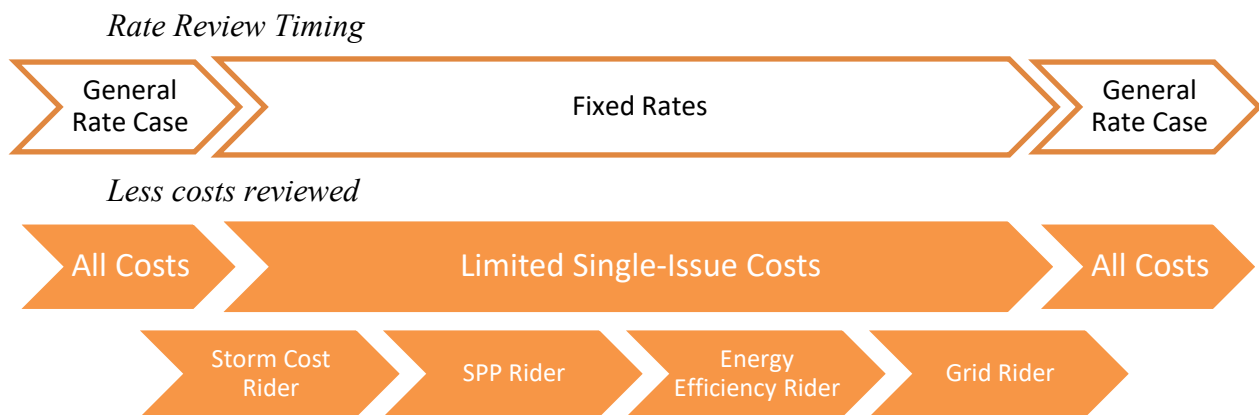 Rate Review Timing
General
Rate Case
Fixed Rates
General
Rate Case
Less costs reviewed
All Costs
Limited Single-Issue Costs
All Costs
Storm Cost
Rider
SPP Rider
Energy
Efficiency Rider
Grid Rider